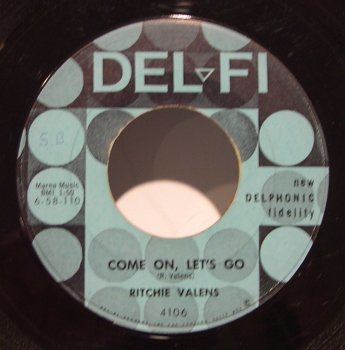 DEL-FI
S.B.
Marna Music
BMI 1:50
6-58-110
new
DELPHONIC
fidelity
COME ON, LET'S GO
(R. Valens)
RITCHIE VALENS
4106